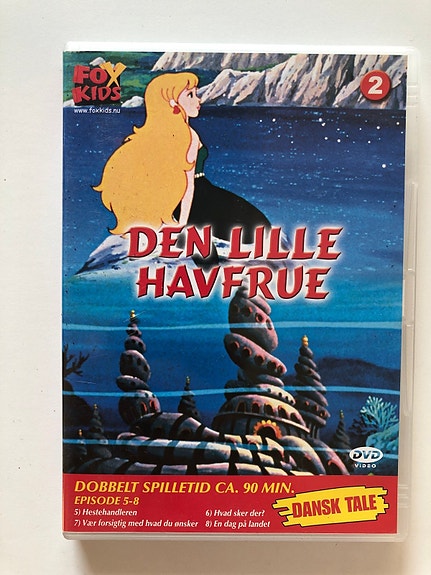 FOX
KIDS
www.foxkids.nu
2
DEN LILLE
HAVFRUE
DVD
VIDEO
DOBBELT SPILLETID CA. 90 MIN.
EPISODE 5-8
5) Hestehandleren 6) Hvad sker der?
7) Vær forsigtig med hvad du ønsker 8) En dag på landet
DANSK TALE